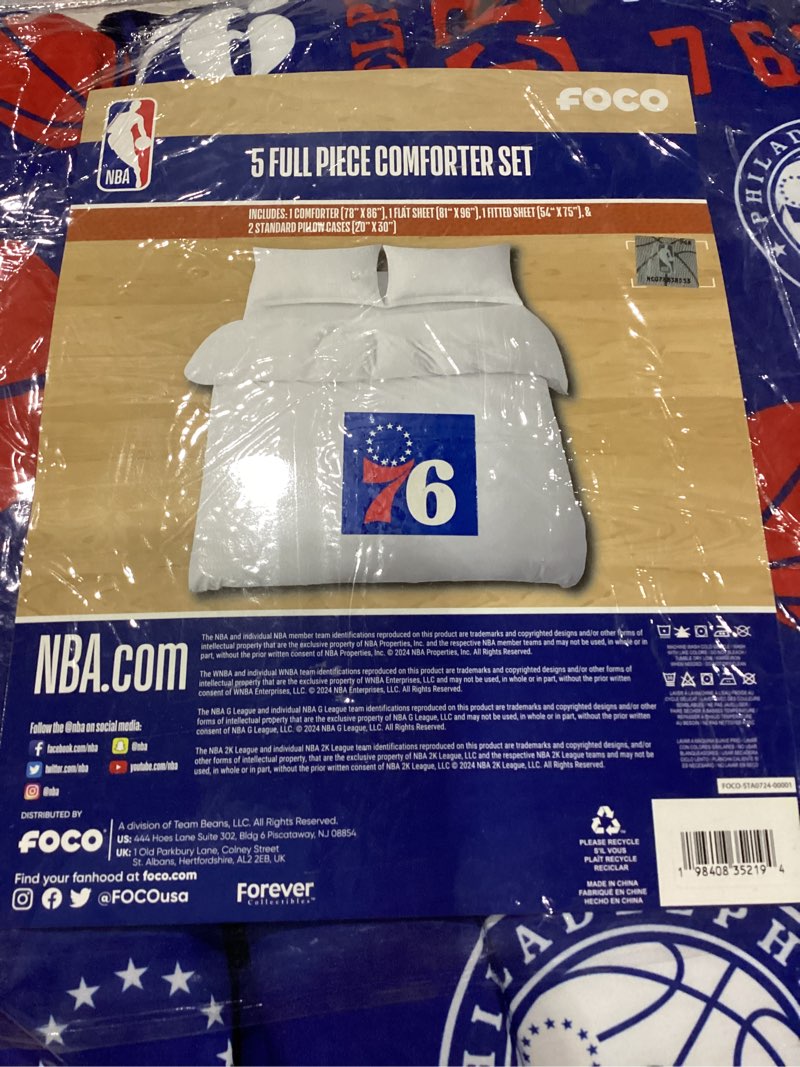 76
NBA
FOCO
5 FULL PIECE COMFORTER SET
INCLUDES: 1 COMFORTER (78" X 86"), 1 FLAT SHEET (81" X 96"), 1 FITTED SHEET (54" X 75"), &
2 STANDARD PILLOW CASES (20" X 30")
76
NBA.com
The NBA and individual NBA member team identifications reproduced on this product are trademarks and copyrighted designs and/or other forms of
intellectual property that are the exclusive property of NBA Properties, Inc. and the respective NBA member teams and may not be used, in whole or in
part, without the prior written consent of NBA Properties, Inc. © 2024 NBA Properties, Inc. All Rights Reserved.
The WNBA and individual WNBA team identifications reproduced on this product are trademarks and copyrighted designs and/or other forms of
intellectual property that are the exclusive property of WNBA Enterprises, LLC and may not be used, in whole or in part, without the prior written
consent of WNBA Enterprises, LLC. © 2024 NBA Enterprises, LLC. All Rights Reserved.
The NBA G League and individual NBA G League team identifications reproduced on this product are trademarks and copyrighted designs and/or other
forms of intellectual property that are the exclusive property of NBA G League, LLC and may not be used, in whole or in part, without the prior written
consent of NBA G League, LLC. © 2024 NBA G League, LLC. All Rights Reserved.
The NBA 2K League and individual NBA 2K League team identifications reproduced on this product are trademarks and copyrighted designs, and/or
other forms of intellectual property, that are the exclusive property of NBA 2K League, LLC and the respective NBA 2K League teams and may not be
used, in whole or in part, without the prior written consent of NBA 2K League, LLC © 2024 NBA 2K League, LLC. All Rights Reserved.
Follow the @nba on social media:
facebook.com/nba @nba
twitter.com/nba youtube.com/nba
@nba
FOCO-STA0724-00001
DISTRIBUTED BY
FOCO
A division of Team Beans, LLC. All Rights Reserved.
US: 444 Hoes Lane Suite 302, Bldg 6 Piscataway, NJ 08854
UK: 1 Old Parkbury Lane, Colney Street
St. Albans, Hertfordshire, AL2 2EB, UK
Find your fanhood at foco.com
@FOCOusa
Forever
Collectibles™
PLEASE RECYCLE
S'IL VOUS
PLAÎT RECYCLE
RECICLAR
MADE IN CHINA
FABRIQUÉ EN CHINE
HECHO EN CHINA
1 98408 35219 4